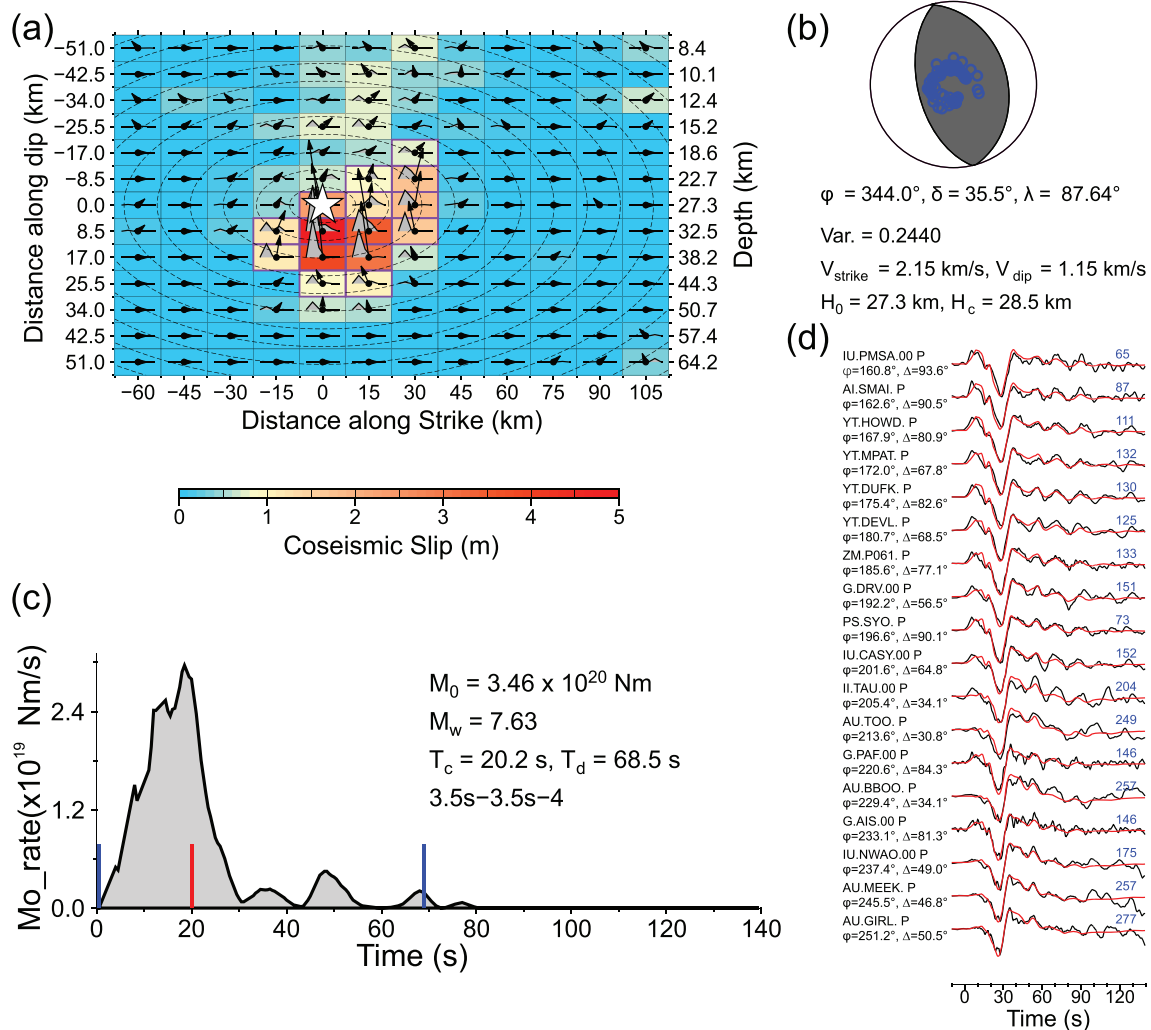 (a)
Distance along dip (km)
−51.0
−42.5
−34.0
−25.5
−17.0
−8.5
0.0
8.5
17.0
25.5
34.0
42.5
51.0
8.4
10.1
12.4
15.2
18.6
22.7
27.3
32.5
38.2
44.3
50.7
57.4
64.2
Depth (km)
−60 −45 −30 −15 0 15 30 45 60 75 90 105
Distance along Strike (km)
0 1 2 3 4 5
Coseismic Slip (m)
(b)
φ = 344.0°, δ = 35.5°, λ = 87.64°
Var. = 0.2440
Vstrike = 2.15 km/s, Vdip = 1.15 km/s
H0 = 27.3 km, Hc = 28.5 km
(c)
Mo_rate(x10^19 Nm/s)
2.4
1.2
0.0
M0 = 3.46 x 10^20 Nm
Mw = 7.63
Tc = 20.2 s, Td = 68.5 s
3.5s−3.5s−4
0 20 40 60 80 100 120 140
Time (s)
(d)
IU.PMSA.00 P 65
φ=160.8°, Δ=93.6°
AI.SMAI. P 87
φ=162.6°, Δ=90.5°
YT.HOWD. P 111
φ=167.9°, Δ=80.9°
YT.MPAT. P 132
φ=172.0°, Δ=67.8°
YT.DUFK. P 130
φ=175.4°, Δ=82.6°
YT.DEVL. P 125
φ=180.7°, Δ=68.5°
ZM.P061. P 133
φ=185.6°, Δ=77.1°
G.DRV.00 P 151
φ=192.2°, Δ=56.5°
PS.SYO. P 73
φ=196.6°, Δ=90.1°
IU.CASY.00 P 152
φ=201.6°, Δ=64.8°
II.TAU.00 P 204
φ=205.4°, Δ=34.1°
AU.TOO. P 249
φ=213.6°, Δ=30.8°
G.PAF.00 P 146
φ=220.6°, Δ=84.3°
AU.BBOO. P 257
φ=229.4°, Δ=34.1°
G.AIS.00 P 146
φ=233.1°, Δ=81.3°
IU.NWAO.00 P 175
φ=237.4°, Δ=49.0°
AU.MEEK. P 257
φ=245.5°, Δ=46.8°
AU.GIRL. P 277
φ=251.2°, Δ=50.5°
0 30 60 90 120
Time (s)